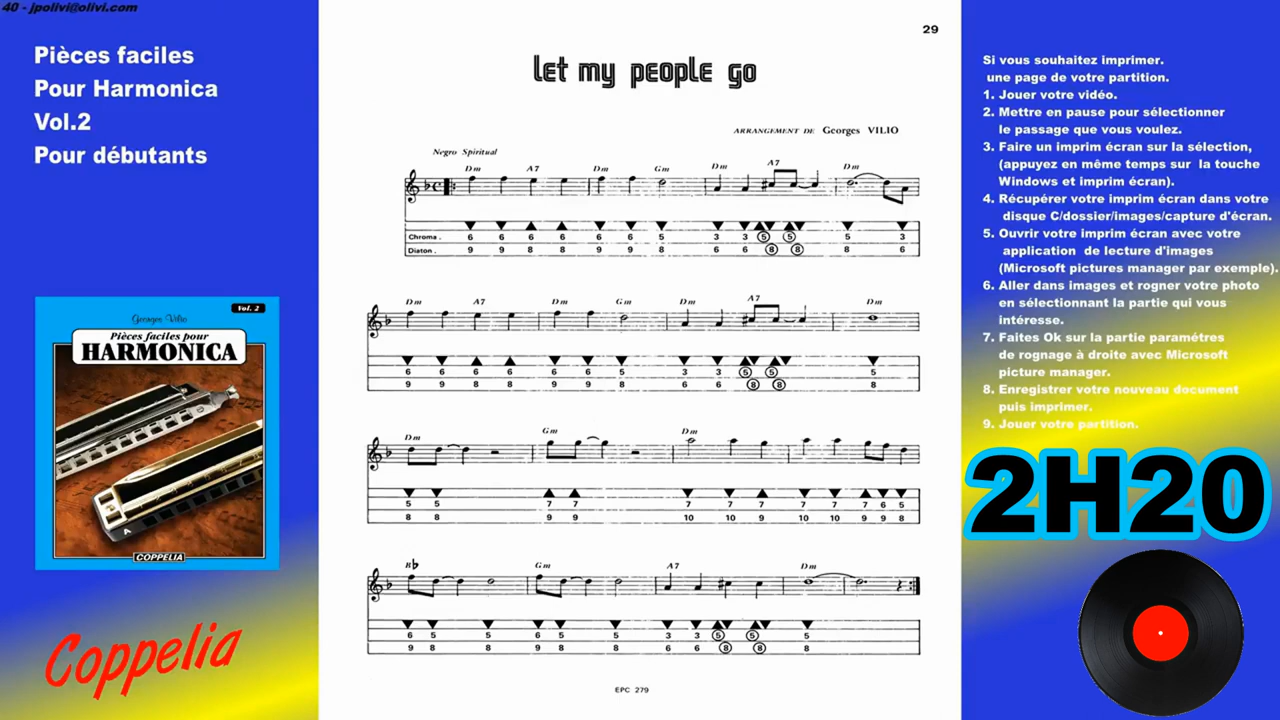 40 - jpolivi@olivi.com
Pièces faciles
Pour Harmonica
Vol.2
Pour débutants
Vol. 2
Georges Vilio
Pièces faciles pour
HARMONICA
A
COPPELIA
Coppelia
29
let my people go
ARRANGEMENT DE Georges VILIO
Negro Spiritual
Dm A7 Dm Gm Dm A7 Dm
Chroma. 6 6 6 6 6 6 5 3 3 5 5 5 3
Diaton. 9 9 8 8 9 9 8 6 6 8 8 8 6
Dm A7 Dm Gm Dm A7 Dm
6 6 6 6 6 6 5 3 3 5 5 5
9 9 8 8 9 9 8 6 6 8 8 8
Dm Gm Dm
5 5 7 7 7 7 7 7 7 7 6 5
8 8 9 9 10 10 9 10 10 9 9 8
B♭ Gm A7 Dm
6 5 5 6 5 5 3 3 5 5 5
9 8 8 9 8 8 6 6 8 8 8
EPC 279
Si vous souhaitez imprimer.
une page de votre partition.
1. Jouer votre vidéo.
2. Mettre en pause pour sélectionner
le passage que vous voulez.
3. Faire un imprim écran sur la sélection,
(appuyez en même temps sur la touche
Windows et imprim écran).
4. Récupérer votre imprim écran dans votre
disque C/dossier/images/capture d'écran.
5. Ouvrir votre imprim écran avec votre
application de lecture d'images
(Microsoft pictures manager par exemple).
6. Aller dans images et rogner votre photo
en sélectionnant la partie qui vous
intéresse.
7. Faites Ok sur la partie paramétres
de rognage à droite avec Microsoft
picture manager.
8. Enregistrer votre nouveau document
puis imprimer.
9. Jouer votre partition.
2H20